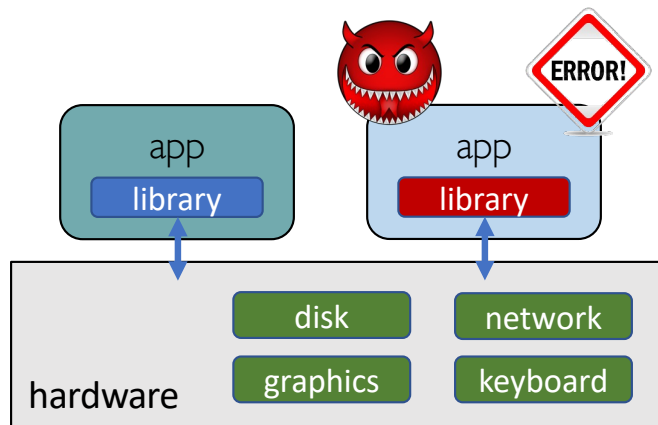 ERROR!
app
app
library
library
disk
network
graphics
keyboard
hardware